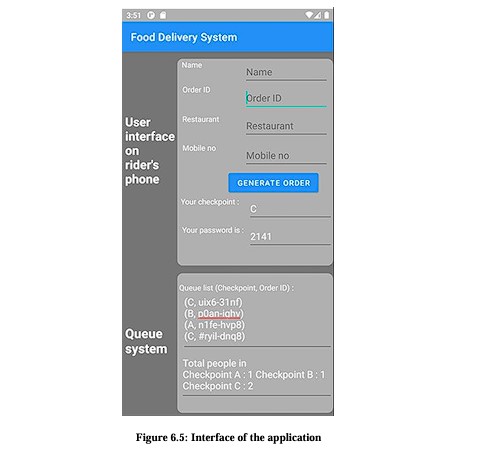 3:51
Food Delivery System
User
interface
on
rider's
phone
Name
Name
Order ID
Order ID
Restaurant
Restaurant
Mobile no
Mobile no
GENERATE ORDER
Your checkpoint :
C
Your password is :
2141
Queue
system
Queue list (Checkpoint, Order ID) :
(C, uix6-31nf)
(B, p0an-iqhv)
(A, n1fe-hvp8)
(C, #ryil-dnq8)
Total people in
Checkpoint A : 1 Checkpoint B : 1
Checkpoint C : 2
Figure 6.5: Interface of the application